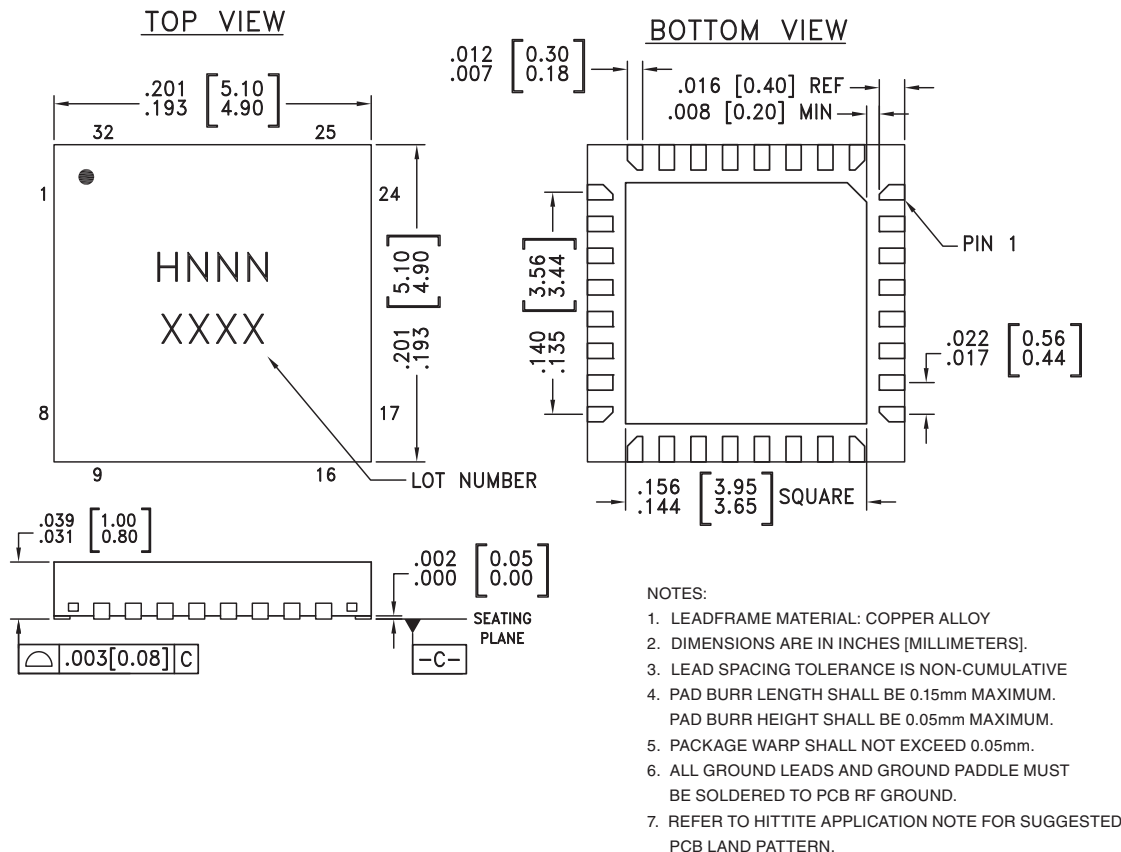 TOP VIEW
.201 [5.10]
.193 [4.90]
32
25
1
24
HNNN
XXXX
[5.10]
[4.90]
.201
.193
8
17
9
16
LOT NUMBER
.039 [1.00]
.031 [0.80]
.002 [0.05]
.000 [0.00]
SEATING
PLANE
.003[0.08] C
-C-
BOTTOM VIEW
.012 [0.30]
.007 [0.18]
.016 [0.40] REF
.008 [0.20] MIN
PIN 1
[3.56]
[3.44]
.140
.135
.022 [0.56]
.017 [0.44]
.156 [3.95]
.144 [3.65]
SQUARE
NOTES:
1. LEADFRAME MATERIAL: COPPER ALLOY
2. DIMENSIONS ARE IN INCHES [MILLIMETERS].
3. LEAD SPACING TOLERANCE IS NON-CUMULATIVE
4. PAD BURR LENGTH SHALL BE 0.15mm MAXIMUM.
PAD BURR HEIGHT SHALL BE 0.05mm MAXIMUM.
5. PACKAGE WARP SHALL NOT EXCEED 0.05mm.
6. ALL GROUND LEADS AND GROUND PADDLE MUST
BE SOLDERED TO PCB RF GROUND.
7. REFER TO HITTITE APPLICATION NOTE FOR SUGGESTED
PCB LAND PATTERN.